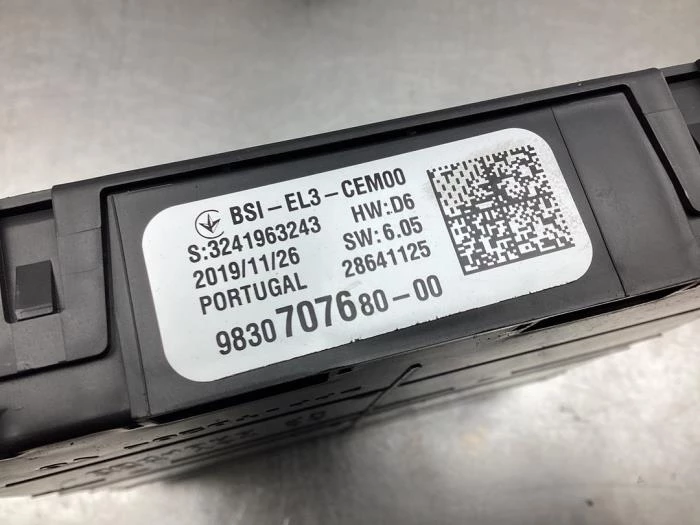 BSI-EL3-CEM00
S:3241963243 HW:D6
2019/11/26 SW:6.05
PORTUGAL 28641125
9830707680-00